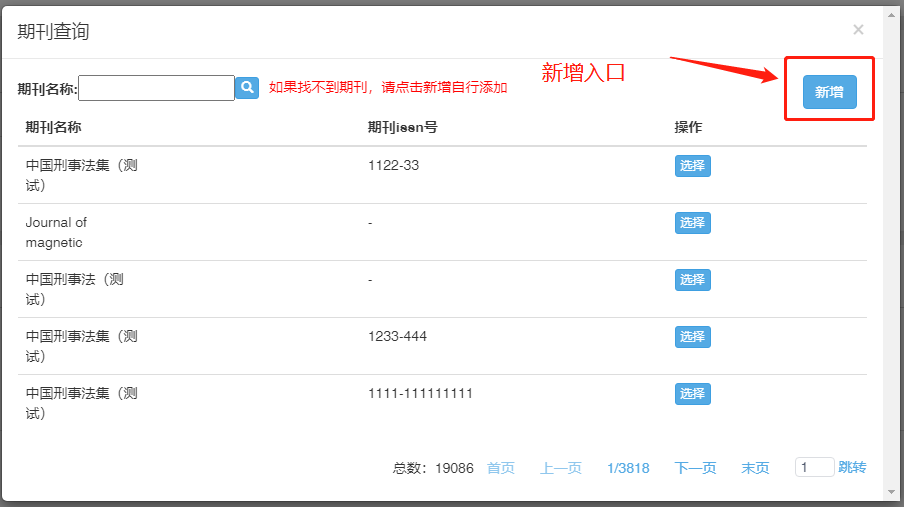 期刊查询
×
新增入口
期刊名称:
如果找不到期刊，请点击新增自行添加
新增
期刊名称 期刊issn号 操作
中国刑事法集（测
试）
1122-33 选择
Journal of
magnetic
- 选择
中国刑事法（测
试）
- 选择
中国刑事法集（测
试）
1233-444 选择
中国刑事法集（测
试）
1111-111111111 选择
总数：19086 首页 上一页 1/3818 下一页 末页 1 跳转